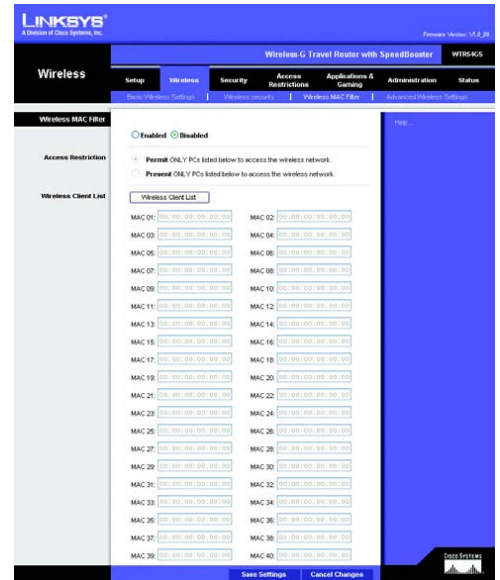 LINKSYS®
A Division of Cisco Systems, Inc.
Firmware Version: V1.0_08
Wireless-G Travel Router with SpeedBooster WTR54GS
Wireless
Setup Wireless Security Access Restrictions Applications & Gaming Administration Status
Basic Wireless Settings | Wireless security | Wireless MAC Filter | Advanced Wireless Settings
Wireless MAC Filter
Help...
Enabled Disabled
Access Restriction
Permit ONLY PCs listed below to access the wireless network.
Prevent ONLY PCs listed below to access the wireless network.
Wireless Client List
Wireless Client List
MAC 01: 00:00:00:00:00:00 MAC 02: 00:00:00:00:00:00
MAC 03: 00:00:00:00:00:00 MAC 04: 00:00:00:00:00:00
MAC 05: 00:00:00:00:00:00 MAC 06: 00:00:00:00:00:00
MAC 07: 00:00:00:00:00:00 MAC 08: 00:00:00:00:00:00
MAC 09: 00:00:00:00:00:00 MAC 10: 00:00:00:00:00:00
MAC 11: 00:00:00:00:00:00 MAC 12: 00:00:00:00:00:00
MAC 13: 00:00:00:00:00:00 MAC 14: 00:00:00:00:00:00
MAC 15: 00:00:00:00:00:00 MAC 16: 00:00:00:00:00:00
MAC 17: 00:00:00:00:00:00 MAC 18: 00:00:00:00:00:00
MAC 19: 00:00:00:00:00:00 MAC 20: 00:00:00:00:00:00
MAC 21: 00:00:00:00:00:00 MAC 22: 00:00:00:00:00:00
MAC 23: 00:00:00:00:00:00 MAC 24: 00:00:00:00:00:00
MAC 25: 00:00:00:00:00:00 MAC 26: 00:00:00:00:00:00
MAC 27: 00:00:00:00:00:00 MAC 28: 00:00:00:00:00:00
MAC 29: 00:00:00:00:00:00 MAC 30: 00:00:00:00:00:00
MAC 31: 00:00:00:00:00:00 MAC 32: 00:00:00:00:00:00
MAC 33: 00:00:00:00:00:00 MAC 34: 00:00:00:00:00:00
MAC 35: 00:00:00:00:00:00 MAC 36: 00:00:00:00:00:00
MAC 37: 00:00:00:00:00:00 MAC 38: 00:00:00:00:00:00
MAC 39: 00:00:00:00:00:00 MAC 40: 00:00:00:00:00:00
Save Settings Cancel Changes
CISCO SYSTEMS